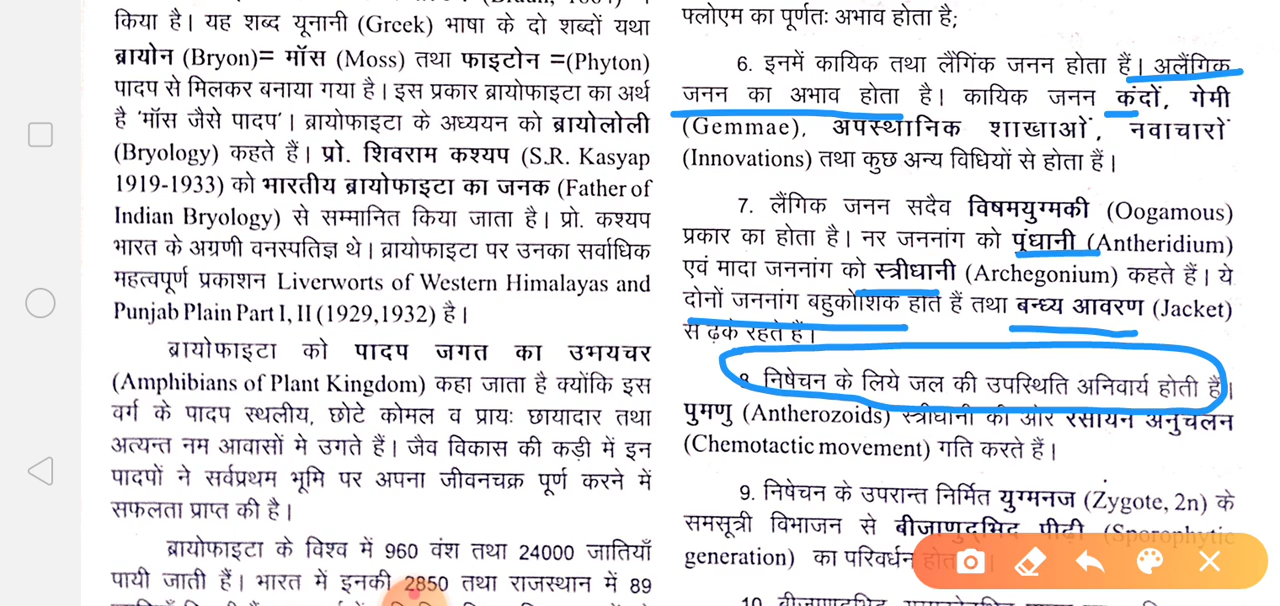 किया है। यह शब्द यूनानी (Greek) भाषा के दो शब्दों यथा
ब्रायोन (Bryon)= मॉस (Moss) तथा फाइटोन =(Phyton)
पादप से मिलकर बनाया गया है। इस प्रकार ब्रायोफाइटा का अर्थ
है 'मॉस जैसे पादप'। ब्रायोफाइटा के अध्ययन को ब्रायोलोली
(Bryology) कहते हैं। प्रो. शिवराम कश्यप (S.R. Kasyap
1919-1933) को भारतीय ब्रायोफाइटा का जनक (Father of
Indian Bryology) से सम्मानित किया जाता है। प्रो. कश्यप
भारत के अग्रणी वनस्पतिज्ञ थे। ब्रायोफाइटा पर उनका सर्वाधिक
महत्वपूर्ण प्रकाशन Liverworts of Western Himalayas and
Punjab Plain Part I, II (1929,1932) है।
ब्रायोफाइटा को पादप जगत का उभयचर
(Amphibians of Plant Kingdom) कहा जाता है क्योंकि इस
वर्ग के पादप स्थलीय, छोटे कोमल व प्रायः छायादार तथा
अत्यन्त नम आवासों मे उगते हैं। जैव विकास की कड़ी में इन
पादपों ने सर्वप्रथम भूमि पर अपना जीवनचक्र पूर्ण करने में
सफलता प्राप्त की है।
ब्रायोफाइटा के विश्व में 960 वंश तथा 24000 जातियाँ
पायी जाती हैं। भारत में इनकी 2850 तथा राजस्थान में 89
फ्लोएम का पूर्णतः अभाव होता है;
6. इनमें कायिक तथा लैंगिंक जनन होता हैं। अलैंगिक
जनन का अभाव होता है। कायिक जनन कंदों, गेमी
(Gemmae), अपस्थानिक शाखाओं, नवाचारों
(Innovations) तथा कुछ अन्य विधियों से होता हैं।
7. लैंगिक जनन सदैव विषमयुग्मकी (Oogamous)
प्रकार का होता है। नर जननांग को पूंधानी (Antheridium)
एवं मादा जननांग को स्त्रीधानी (Archegonium) कहते हैं। ये
दोनों जननांग बहुकोशिक होते हैं तथा बन्ध्य आवरण (Jacket)
से ढ़के रहते हैं।
8. निषेचन के लिये जल की उपस्थिति अनिवार्य होती हैं।
पुमणु (Antherozoids) स्त्रीधानी की ओर रसायन अनुचलन
(Chemotactic movement) गति करते हैं।
9. निषेचन के उपरान्त निर्मित युग्मनज (Zygote, 2n) के
समसूत्री विभाजन से बीजाणुद्भिद पीढ़ी (Sporophytic
generation) का परिवर्धन होत
10. बीजाणुद्भिद